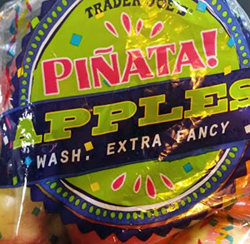 TRADER JOE'S
PIÑATA!
APPLES
WASH. EXTRA FANCY